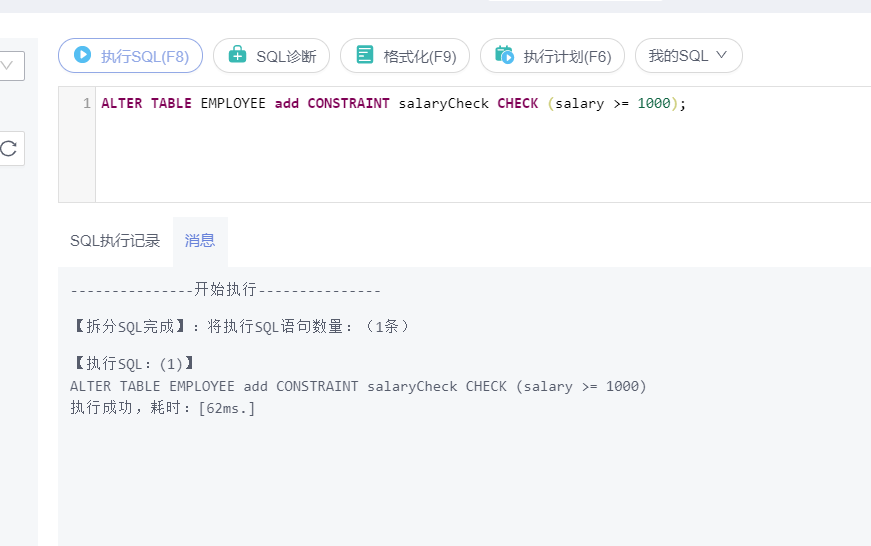 执行SQL(F8) SQL诊断 格式化(F9) 执行计划(F6) 我的SQL
1 ALTER TABLE EMPLOYEE add CONSTRAINT salaryCheck CHECK (salary >= 1000);
SQL执行记录 消息
---------------开始执行---------------
【拆分SQL完成】：将执行SQL语句数量：（1条）
【执行SQL：(1)】
ALTER TABLE EMPLOYEE add CONSTRAINT salaryCheck CHECK (salary >= 1000)
执行成功，耗时：[62ms.]